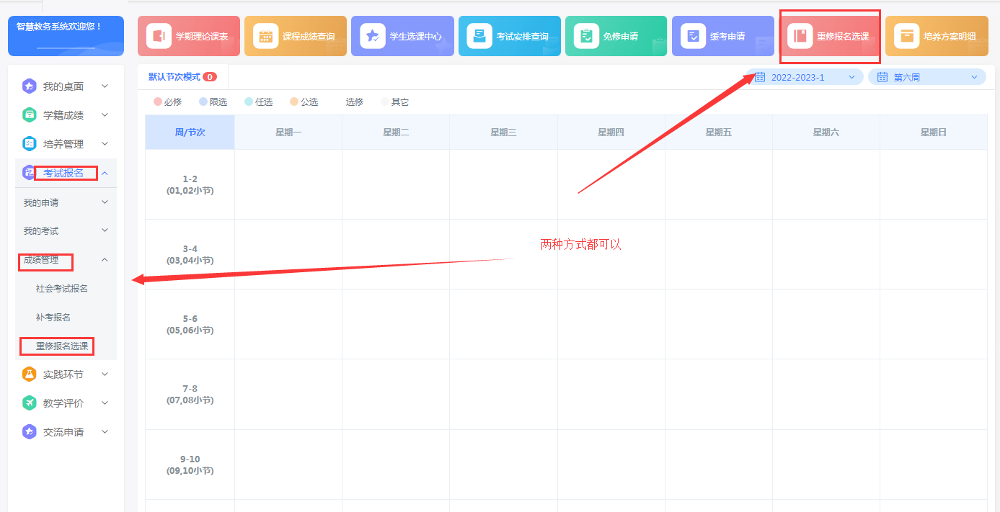 智慧教务系统欢迎您！
学期理论课表
课程成绩查询
学生选课中心
考试安排查询
免修申请
缓考申请
重修报名选课
培养方案明细
我的桌面
学籍成绩
培养管理
考试报名
我的申请
我的考试
成绩管理
社会考试报名
补考报名
重修报名选课
实践环节
教学评价
交流申请
默认节次模式 0
2022-2023-1
第六周
必修 限选 任选 公选 选修 其它
周/节次 星期一 星期二 星期三 星期四 星期五 星期六 星期日
1-2
(01,02小节)
3-4
(03,04小节)
两种方式都可以
5-6
(05,06小节)
7-8
(07,08小节)
9-10
(09,10小节)